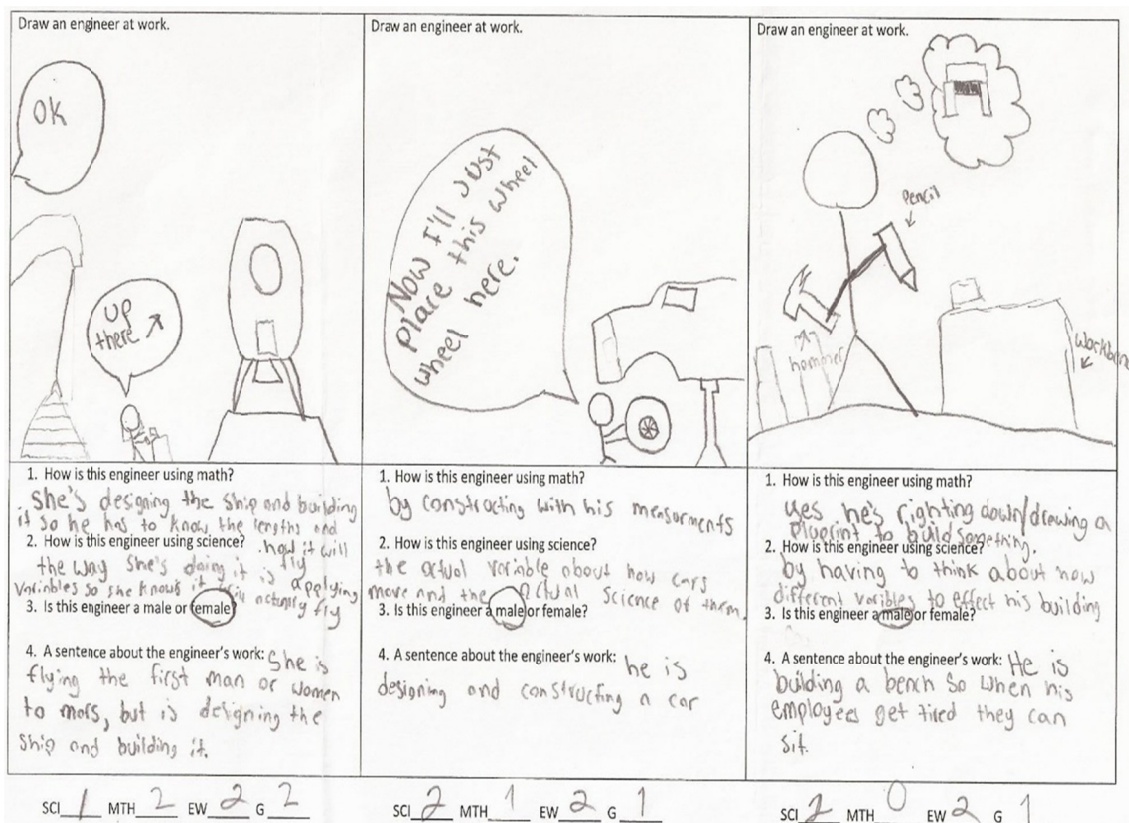 Draw an engineer at work.
OK
up
there
1. How is this engineer using math?
She's designing the ship and building
it so he has to know the lengths and
2. How is this engineer using science? .how it will
fly
the way she's doing it is applying
varinbles so she knows it actunly fly
3. Is this engineer a male or female?
4. A sentence about the engineer's work: She is
flying the first man or women
to mars, but is designing the
ship and building it.
SCI 1 MTH 2 EW 2 G 2
Draw an engineer at work.
Now I'll Just
place this wheel
wheel here.
1. How is this engineer using math?
by constracting with his mensurments
2. How is this engineer using science?
the actual varinble about how cars
move and the actual science of them.
3. Is this engineer a male or female?
4. A sentence about the engineer's work: he is
designing and constructing a car
SCI 2 MTH 1 EW 2 G 1
Draw an engineer at work.
pencil
hammer
workben
1. How is this engineer using math?
yes he's righting down/drawing a
pluprint to build something.
2. How is this engineer using science?
by having to think about how
different varibles to effect his building
3. Is this engineer a male or female?
4. A sentence about the engineer's work: He is
building a bench so when his
employees get tired they can
sit.
SCI MTH 0 EW 2 G 1